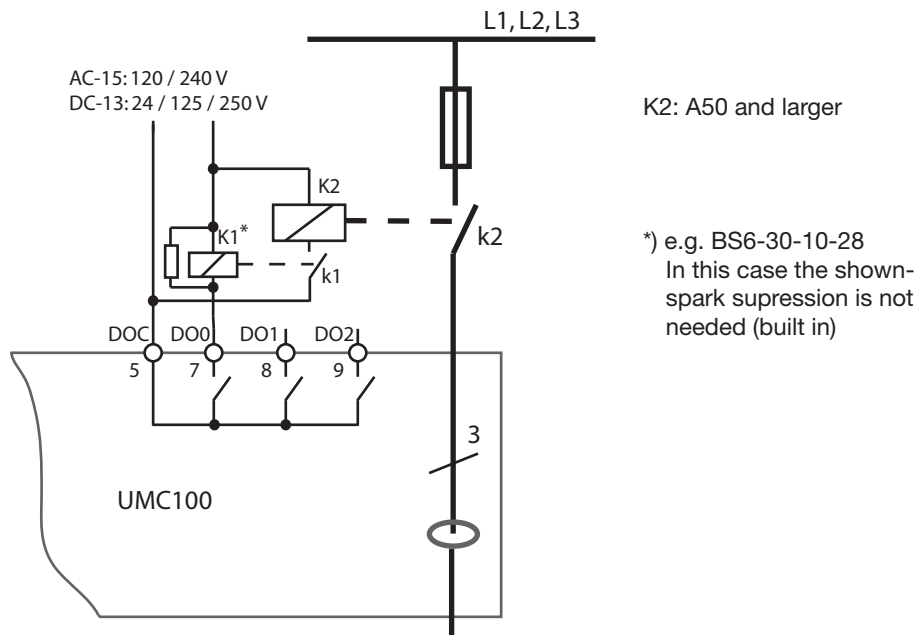 L1, L2, L3
AC-15: 120 / 240 V
DC-13: 24 / 125 / 250 V
K2: A50 and larger
K2
K1*
k2
k1
*) e.g. BS6-30-10-28
In this case the shown-
spark supression is not
needed (built in)
DOC DO0 DO1 DO2
5 7 8 9
3
UMC100